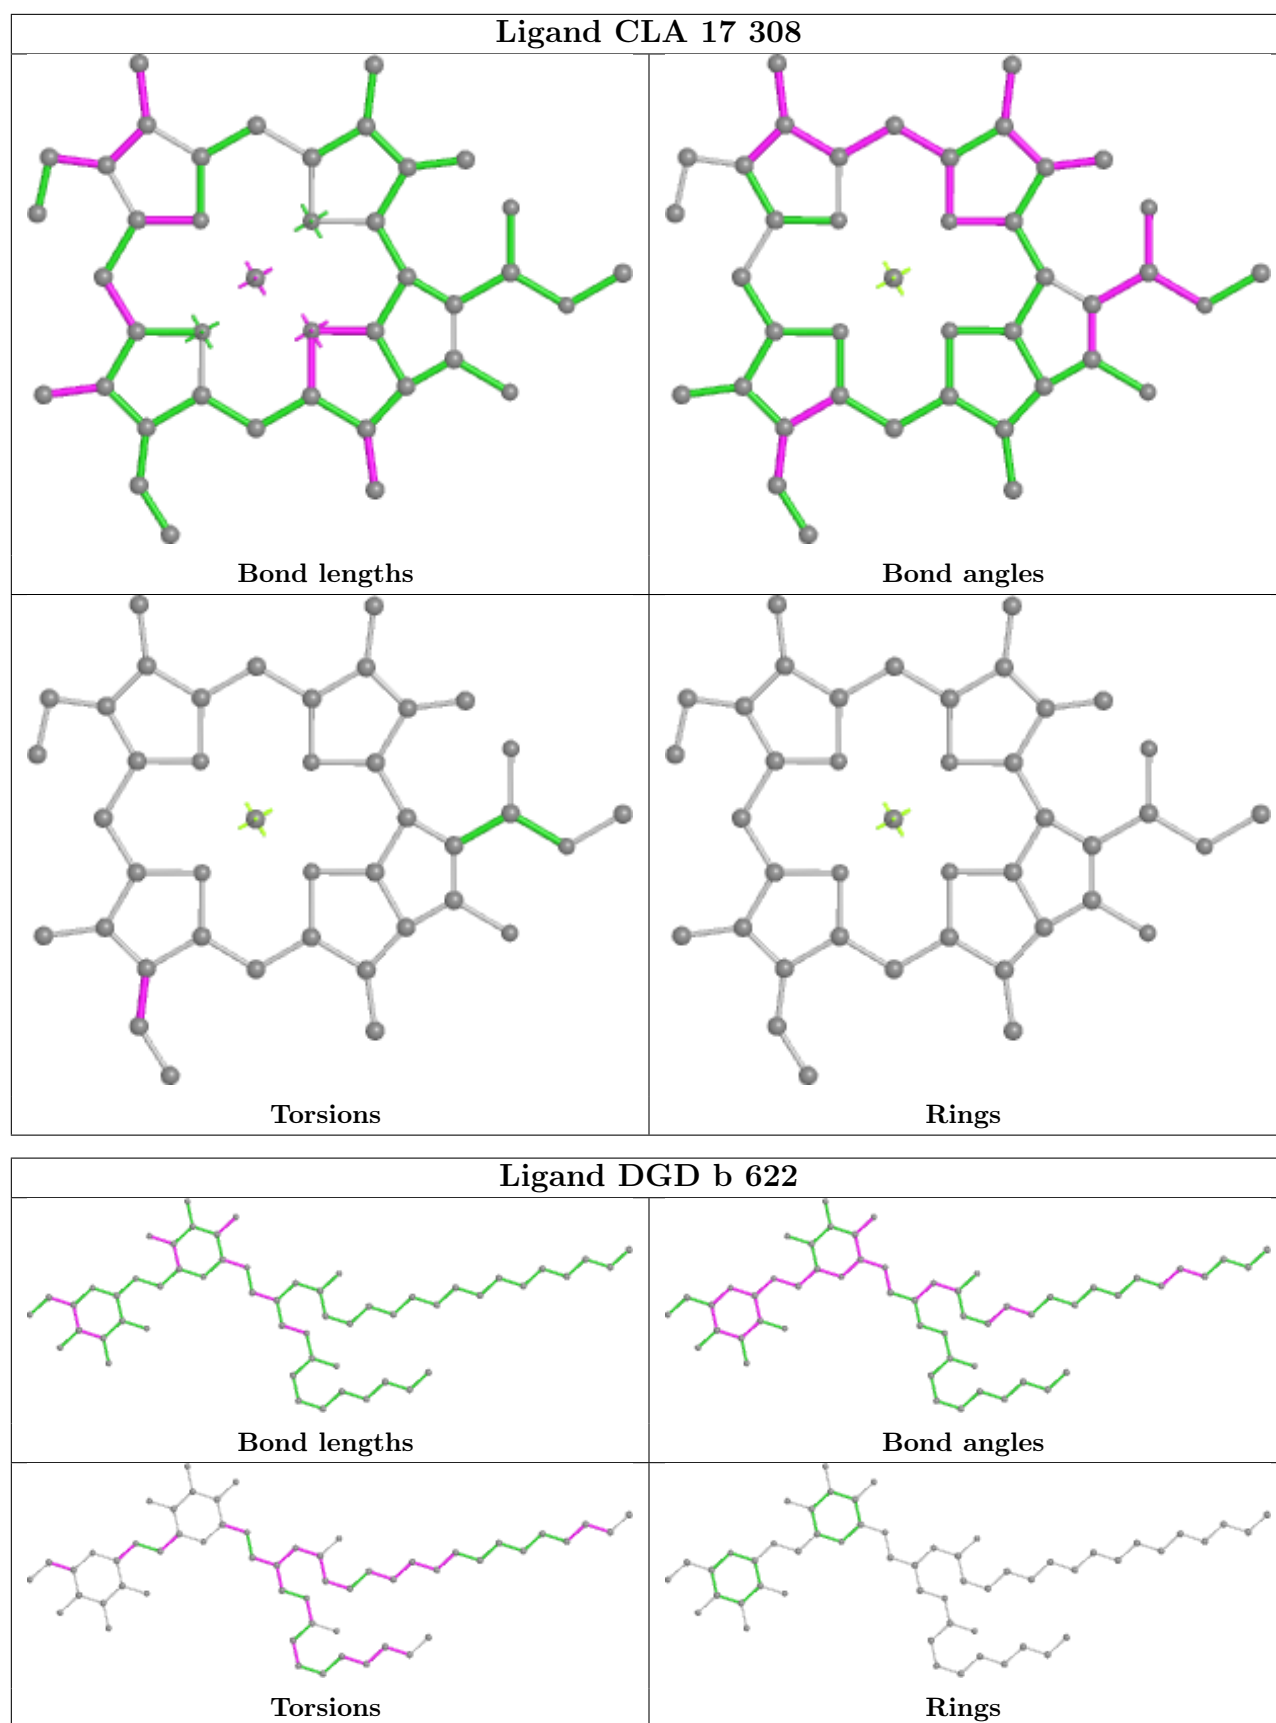 Ligand CLA 17 308
Bond lengths
Bond angles
Torsions
Rings
Ligand DGD b 622
Bond lengths
Bond angles
Torsions
Rings